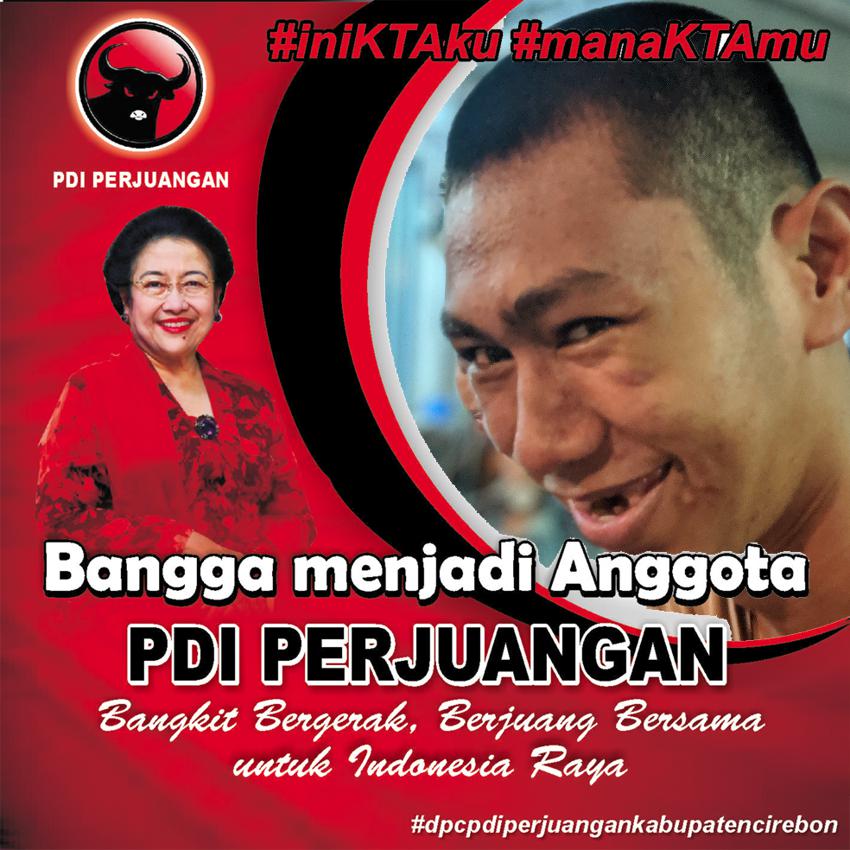 #iniKTAku #manaKTAmu
PDI PERJUANGAN
Bangga menjadi Anggota
PDI PERJUANGAN
Bangkit Bergerak, Berjuang Bersama
untuk Indonesia Raya
#dpcpdiperjuangankabupatencirebon